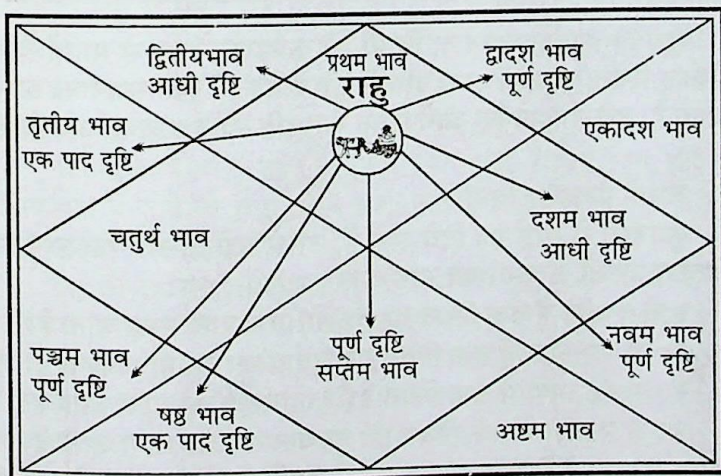 द्वितीयभाव
आधी दृष्टि
प्रथम भाव
राहु
द्वादश भाव
पूर्ण दृष्टि
तृतीय भाव
एक पाद दृष्टि
एकादश भाव
चतुर्थ भाव
दशम भाव
आधी दृष्टि
पञ्चम भाव
पूर्ण दृष्टि
पूर्ण दृष्टि
सप्तम भाव
नवम भाव
पूर्ण दृष्टि
षष्ठ भाव
एक पाद दृष्टि
अष्टम भाव